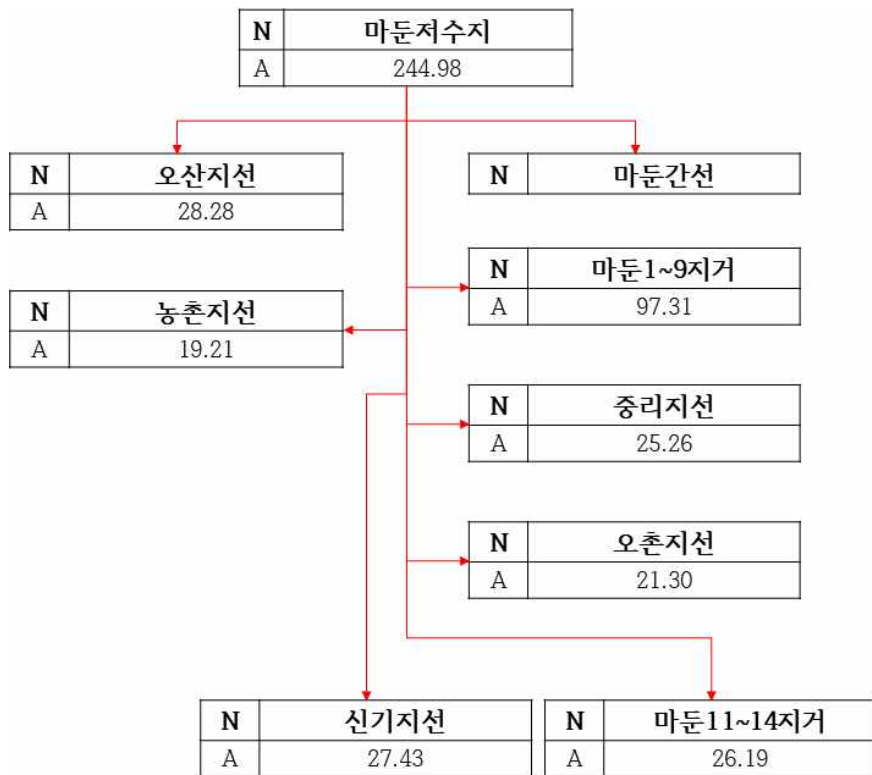 N 마둔저수지
A 244.98
N 오산지선
A 28.28
N 마둔간선
N 마둔1~9지거
A 97.31
N 농촌지선
A 19.21
N 중리지선
A 25.26
N 오촌지선
A 21.30
N 신기지선
A 27.43
N 마둔11~14지거
A 26.19